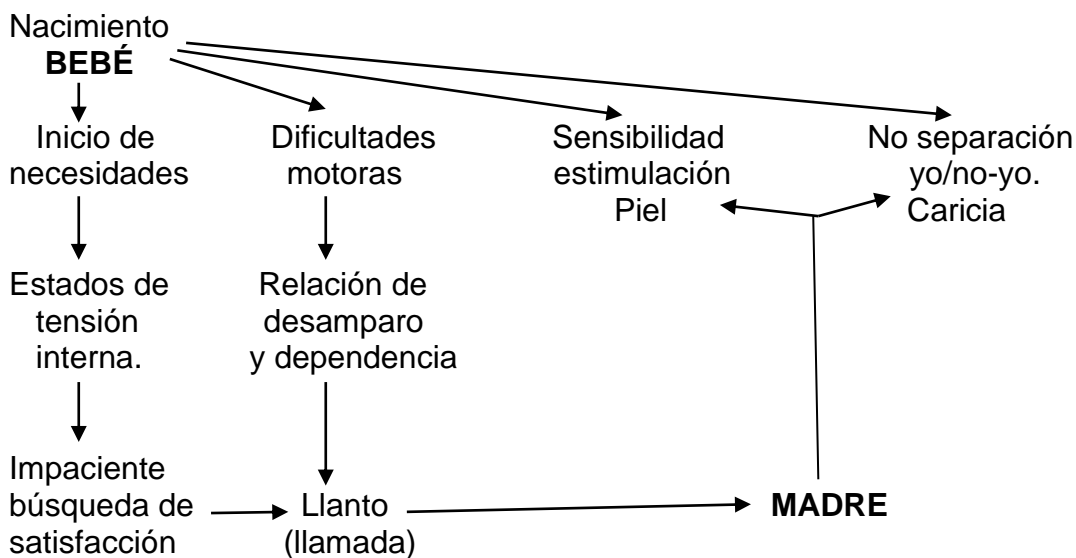 Nacimiento
BEBÉ
Inicio de
necesidades
Dificultades
motoras
Sensibilidad
estimulación
Piel
No separación
yo/no-yo.
Caricia
Estados de
tensión
interna.
Relación de
desamparo
y dependencia
Impaciente
búsqueda de
satisfacción
Llanto
(llamada)
MADRE